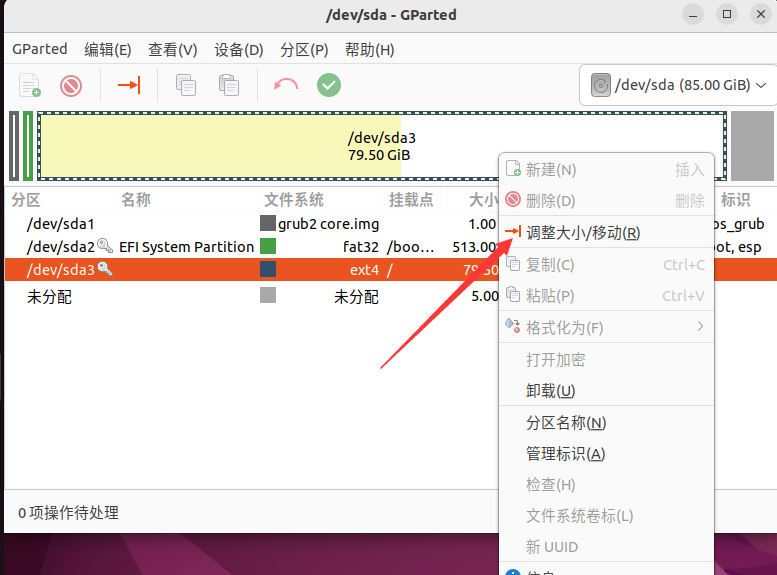 /dev/sda - GParted
GParted 编辑(E) 查看(V) 设备(D) 分区(P) 帮助(H)
/dev/sda (85.00 GiB)
/dev/sda3
79.50 GiB
分区 名称 文件系统 挂载点 大小 标识
/dev/sda1 grub2 core.img 1.00 os_grub
/dev/sda2 EFI System Partition fat32 /boo... 513.00 ot, esp
/dev/sda3 ext4 / 79.50
未分配 未分配 5.00
新建(N) 插入
删除(D) 删除
调整大小/移动(R)
复制(C) Ctrl+C
粘贴(P) Ctrl+V
格式化为(F)
打开加密
卸载(U)
分区名称(N)
管理标识(A)
检查(H)
文件系统卷标(L)
新 UUID
信息
0 项操作待处理